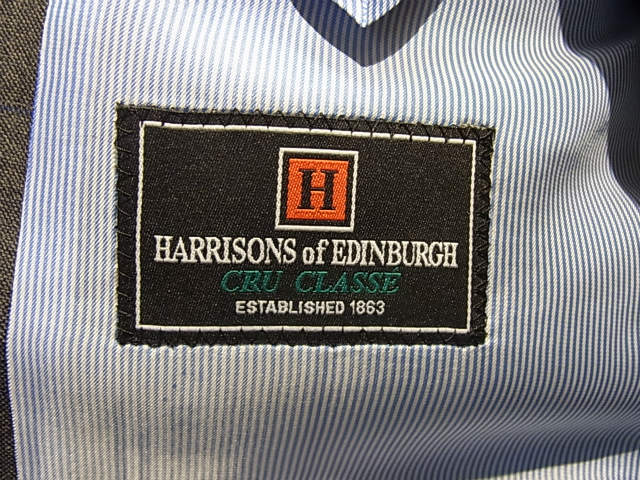 H
HARRISONS of EDINBURGH
CRU CLASSÉ
ESTABLISHED 1863